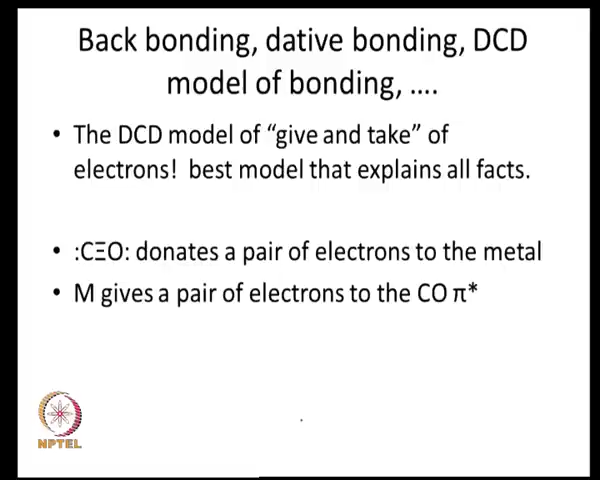 Back bonding, dative bonding, DCD
model of bonding, ....
• The DCD model of “give and take” of
electrons!  best model that explains all facts.
• :CΞO: donates a pair of electrons to the metal
• M gives a pair of electrons to the CO π*
NPTEL